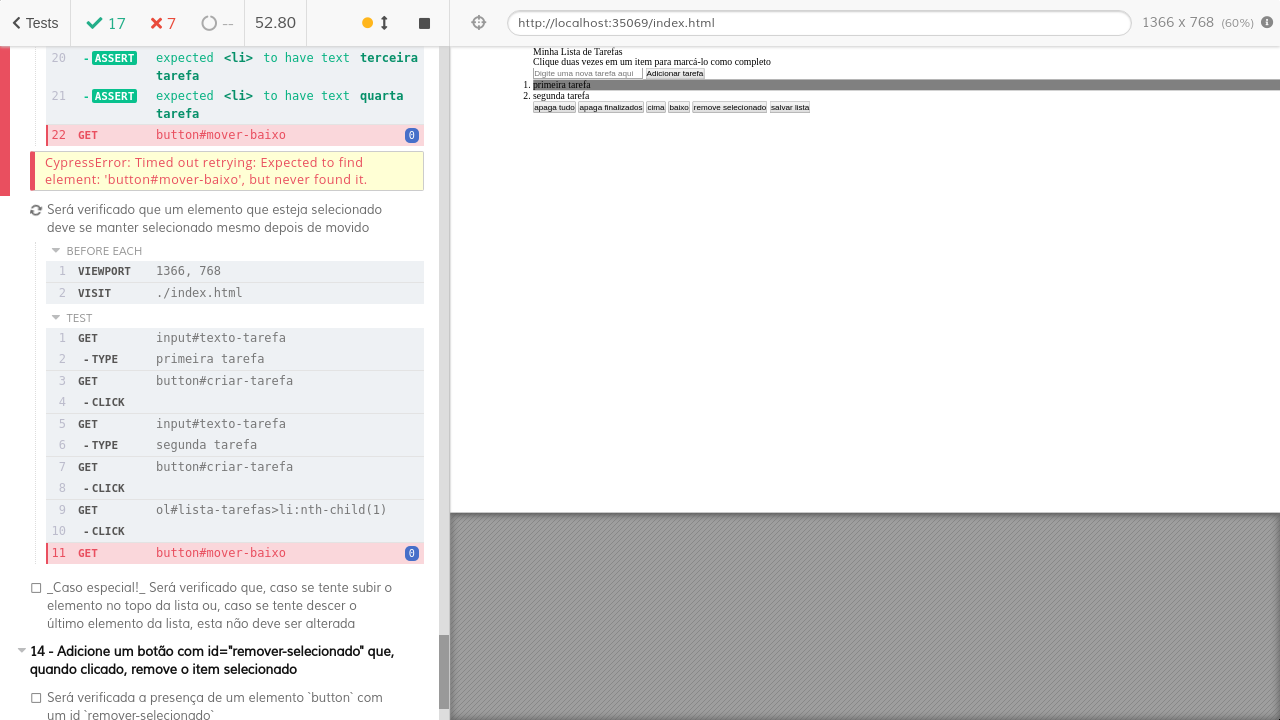 Tests 17 7 -- 52.80 http://localhost:35069/index.html 1366 x 768 (60%)
20 - ASSERT expected <li> to have text terceira
tarefa
21 - ASSERT expected <li> to have text quarta
tarefa
22 GET button#mover-baixo 0
CypressError: Timed out retrying: Expected to find
element: 'button#mover-baixo', but never found it.
Será verificado que um elemento que esteja selecionado
deve se manter selecionado mesmo depois de movido
BEFORE EACH
1 VIEWPORT 1366, 768
2 VISIT ./index.html
TEST
1 GET input#texto-tarefa
2 - TYPE primeira tarefa
3 GET button#criar-tarefa
4 - CLICK
5 GET input#texto-tarefa
6 - TYPE segunda tarefa
7 GET button#criar-tarefa
8 - CLICK
9 GET ol#lista-tarefas>li:nth-child(1)
10 - CLICK
11 GET button#mover-baixo 0
_Caso especial!_ Será verificado que, caso se tente subir o
elemento no topo da lista ou, caso se tente descer o
último elemento da lista, esta não deve ser alterada
14 - Adicione um botão com id="remover-selecionado" que,
quando clicado, remove o item selecionado
Será verificada a presença de um elemento `button` com
um id `remover-selecionado`
Minha Lista de Tarefas
Clique duas vezes em um item para marcá-lo como completo
Digite uma nova tarefa aqui Adicionar tarefa
1. primeira tarefa
2. segunda tarefa
apaga tudo apaga finalizados cima baixo remove selecionado salvar lista